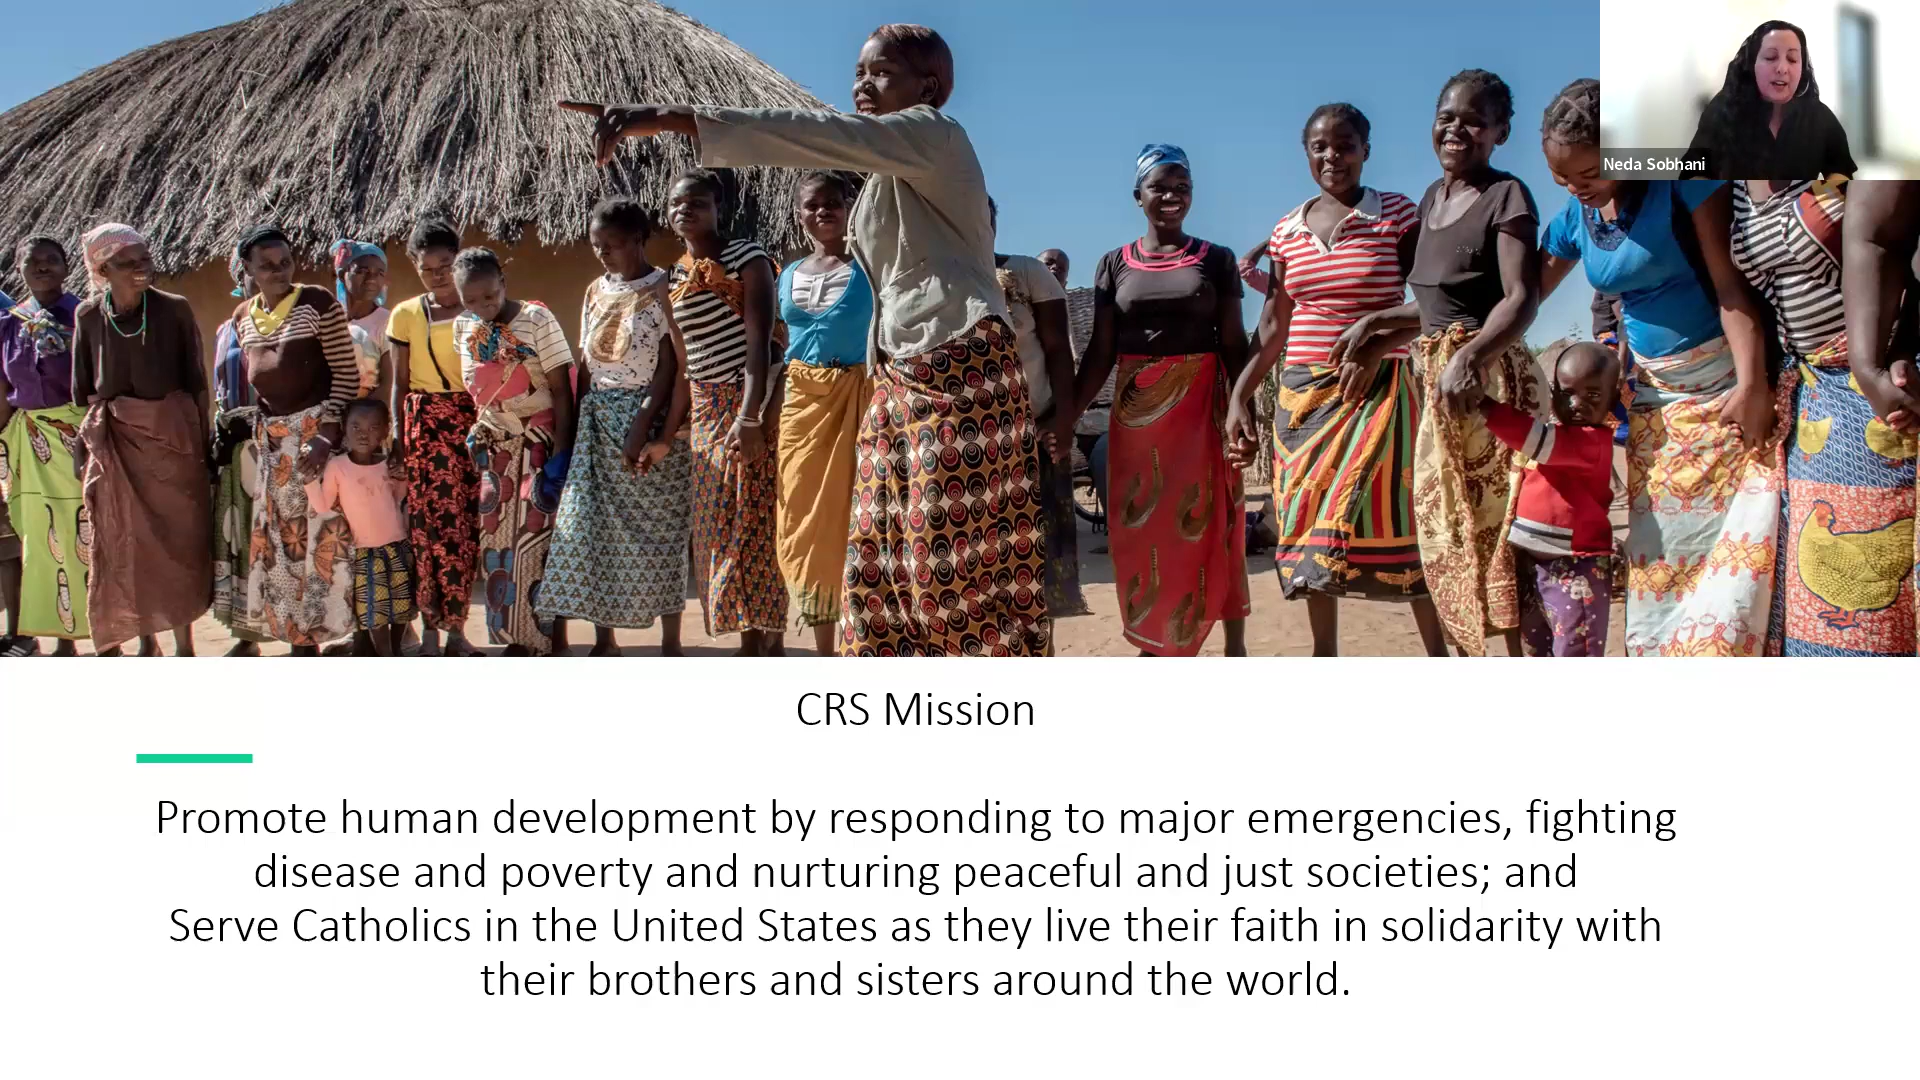 Neda Sobhani
CRS Mission
Promote human development by responding to major emergencies, fighting
disease and poverty and nurturing peaceful and just societies; and
Serve Catholics in the United States as they live their faith in solidarity with
their brothers and sisters around the world.